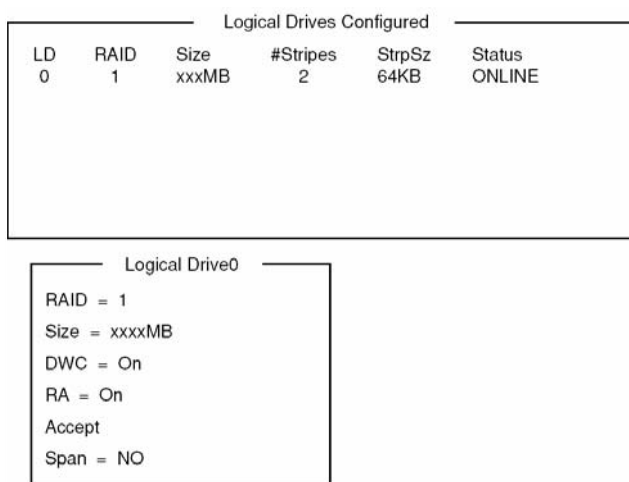 Logical Drives Configured
LD RAID Size #Stripes StrpSz Status
0 1 xxxMB 2 64KB ONLINE
Logical Drive0
RAID = 1
Size = xxxxMB
DWC = On
RA = On
Accept
Span = NO